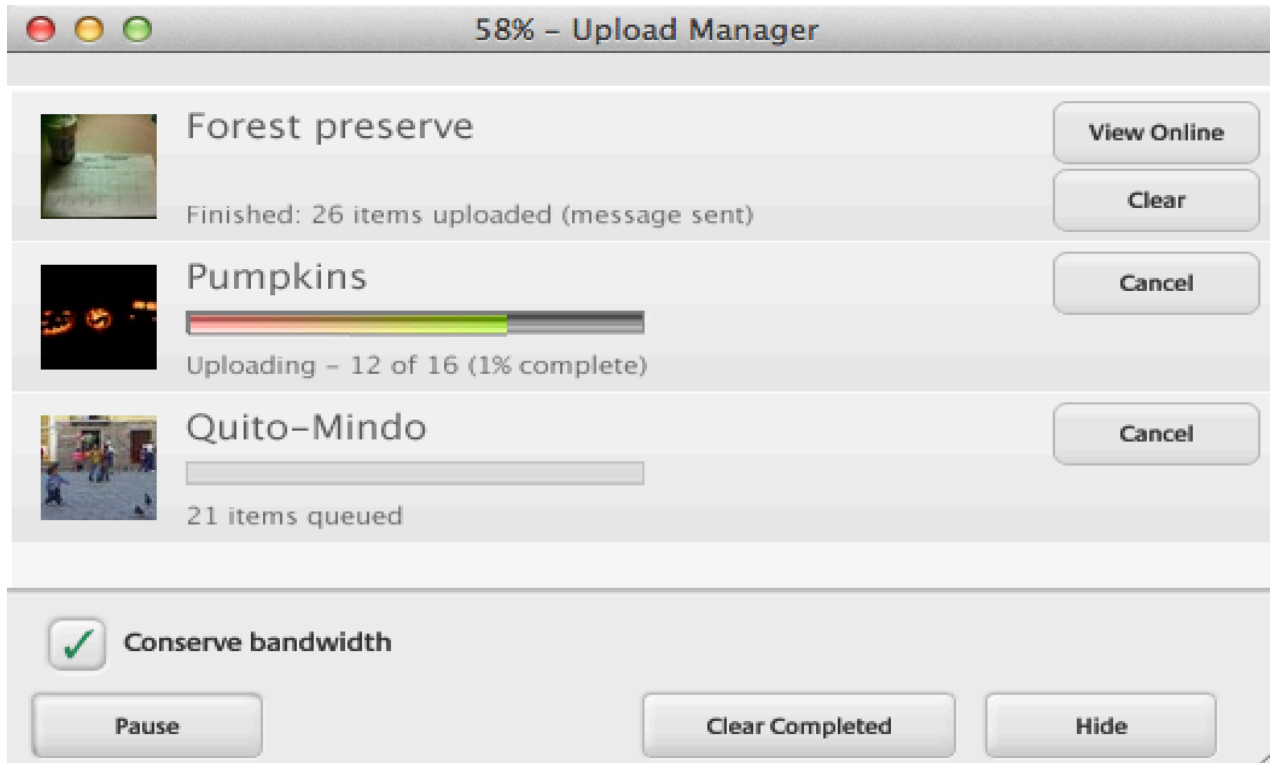 58% – Upload Manager
Forest preserve
View Online
Clear
Finished: 26 items uploaded (message sent)
Pumpkins
Cancel
Uploading – 12 of 16 (1% complete)
Quito–Mindo
Cancel
21 items queued
✓ Conserve bandwidth
Pause
Clear Completed
Hide